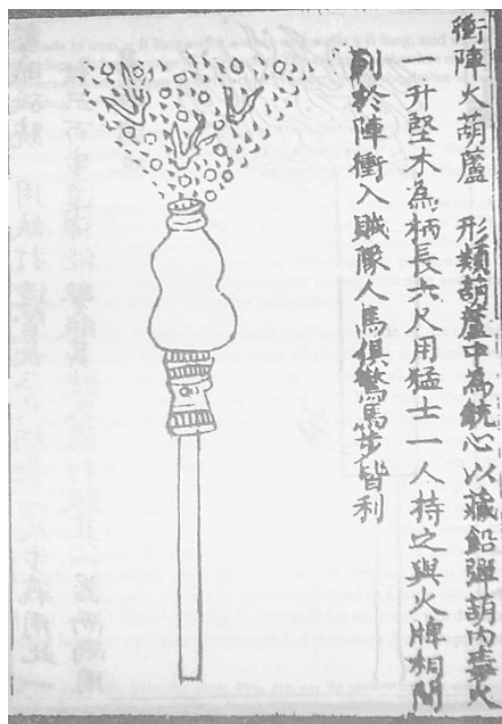 衝陣火葫蘆 形類葫蘆中為銃心以藏鉛彈葫內毒火
一升堅木為柄長六尺用猛士一人持之與火牌相間
列於陣衝入賊隊人馬俱驚馬步皆利